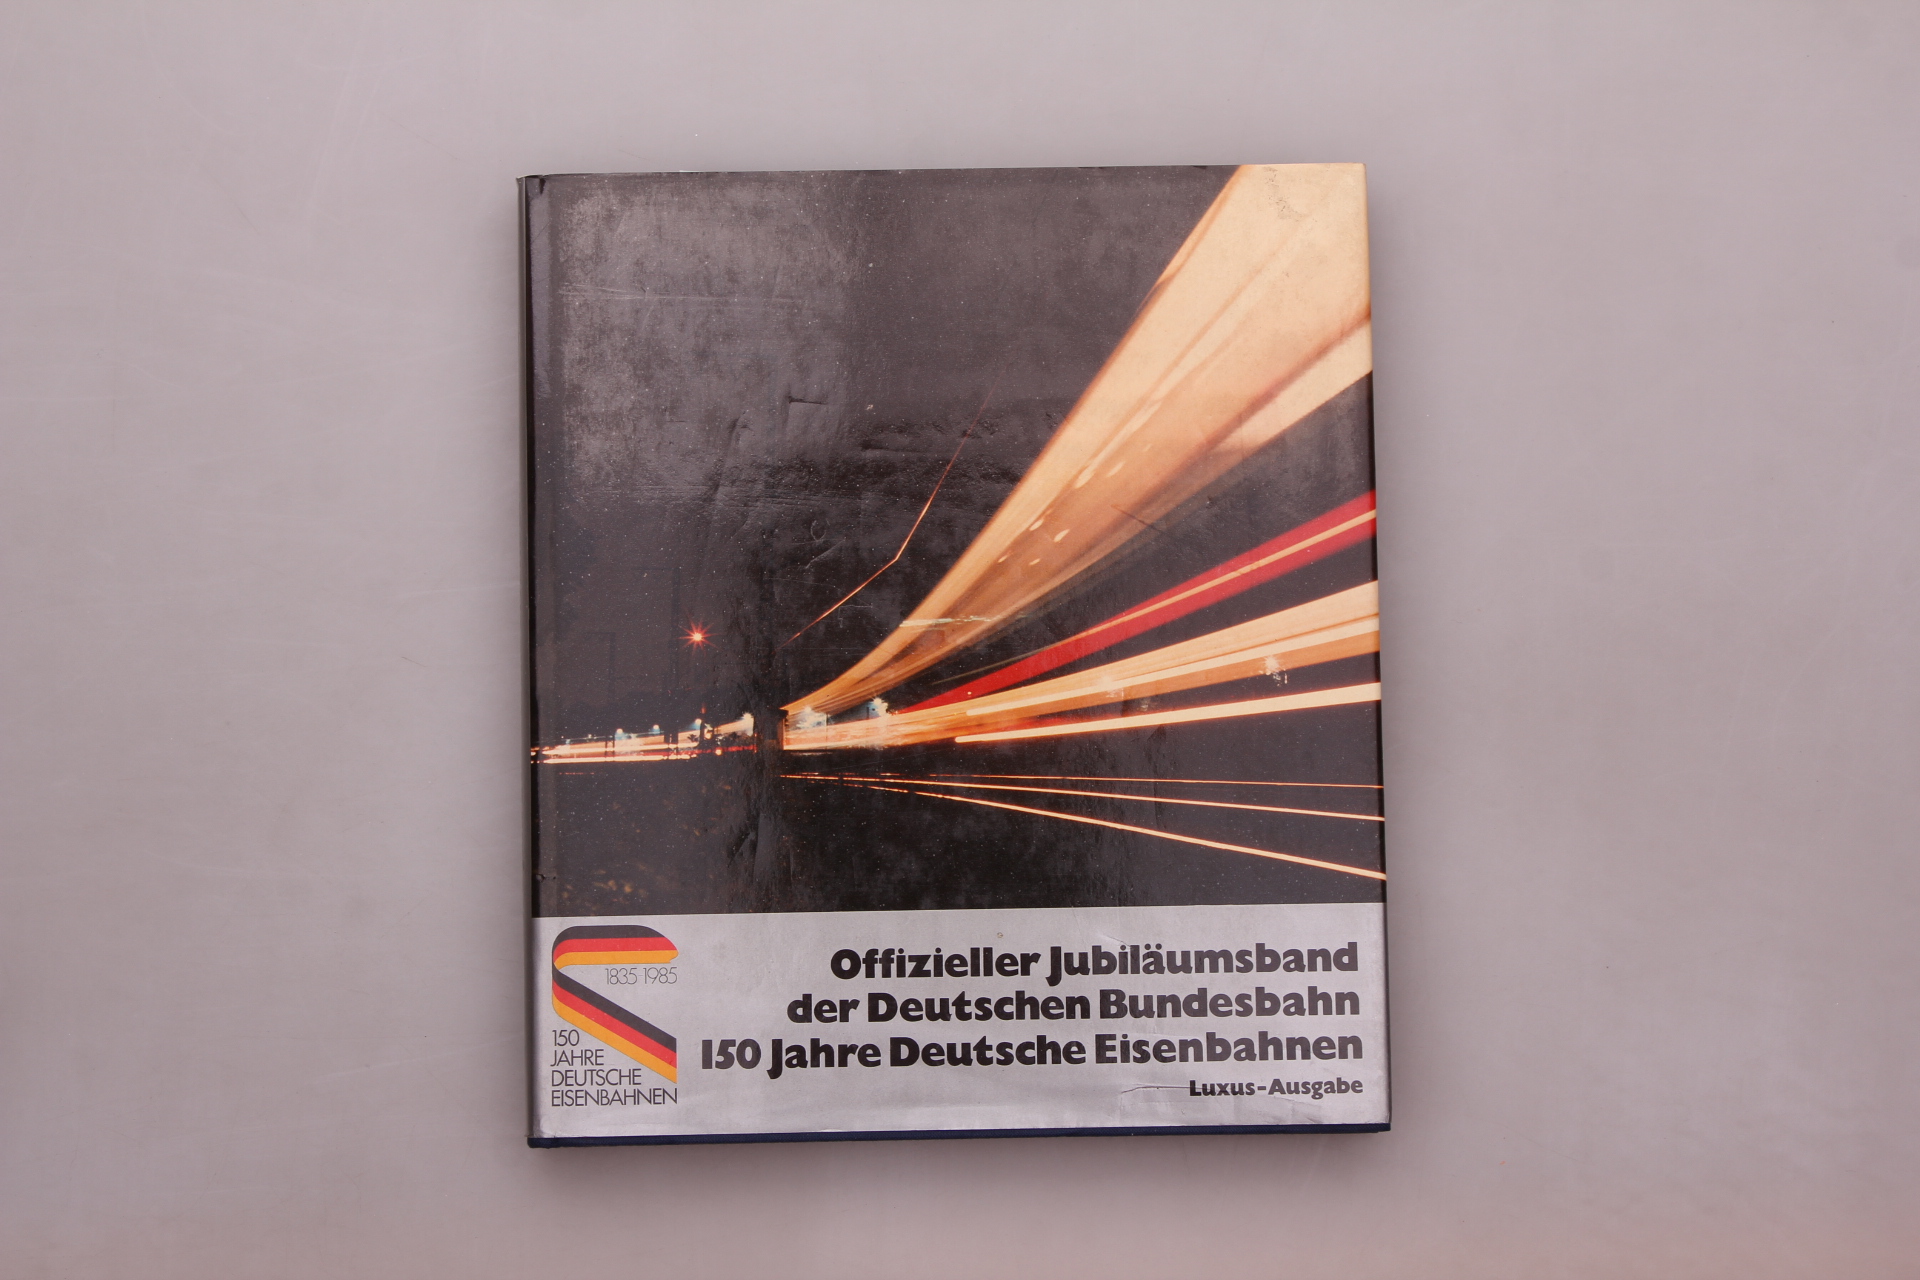 Offizieller Jubiläumsband
der Deutschen Bundesbahn
150 Jahre Deutsche Eisenbahnen
Luxus-Ausgabe
1835-1985
150
JAHRE
DEUTSCHE
EISENBAHNEN